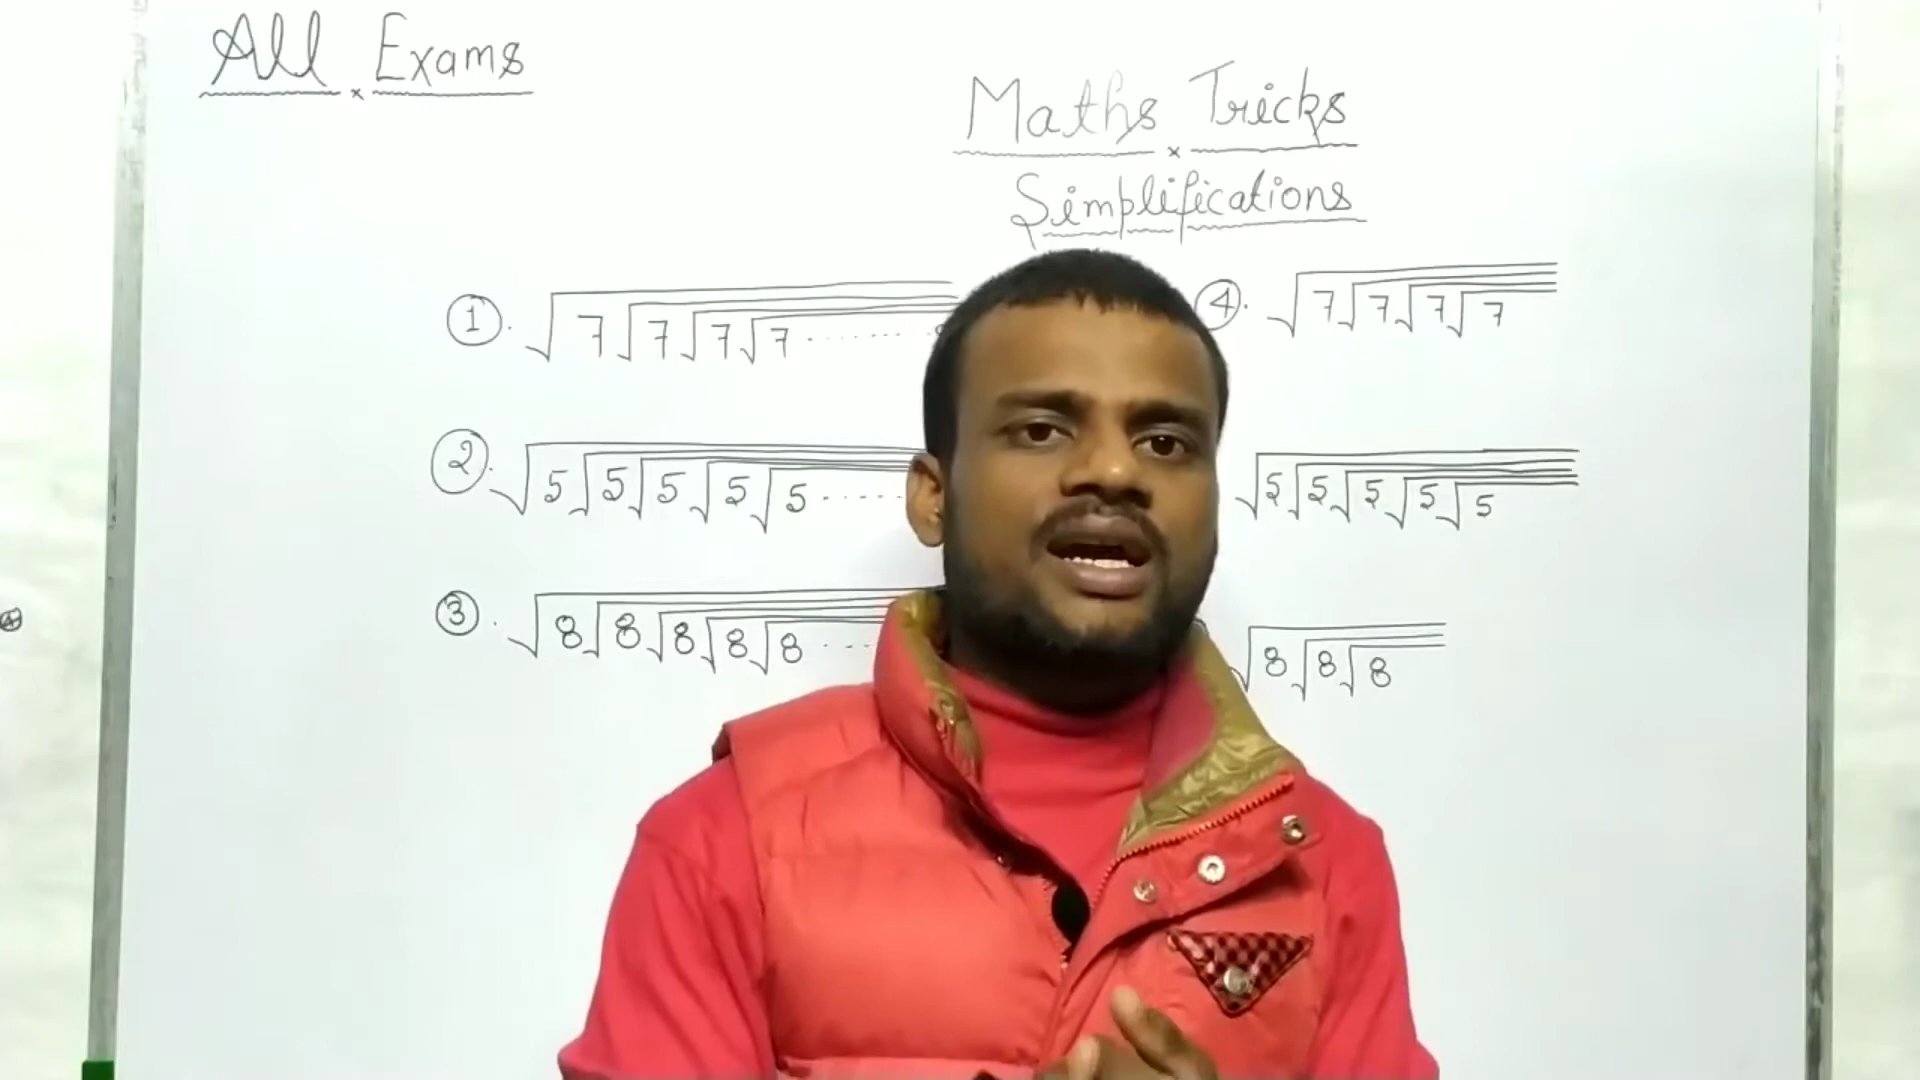 All × Exams
Maths × Tricks
Simplifications
①. √7√7√7√7 ........
②. √5√5√5√5√5 ......
③. √8√8√8√8√8 ....
④. √7√7√7√7
√5√5√5√5√5
√8√8√8